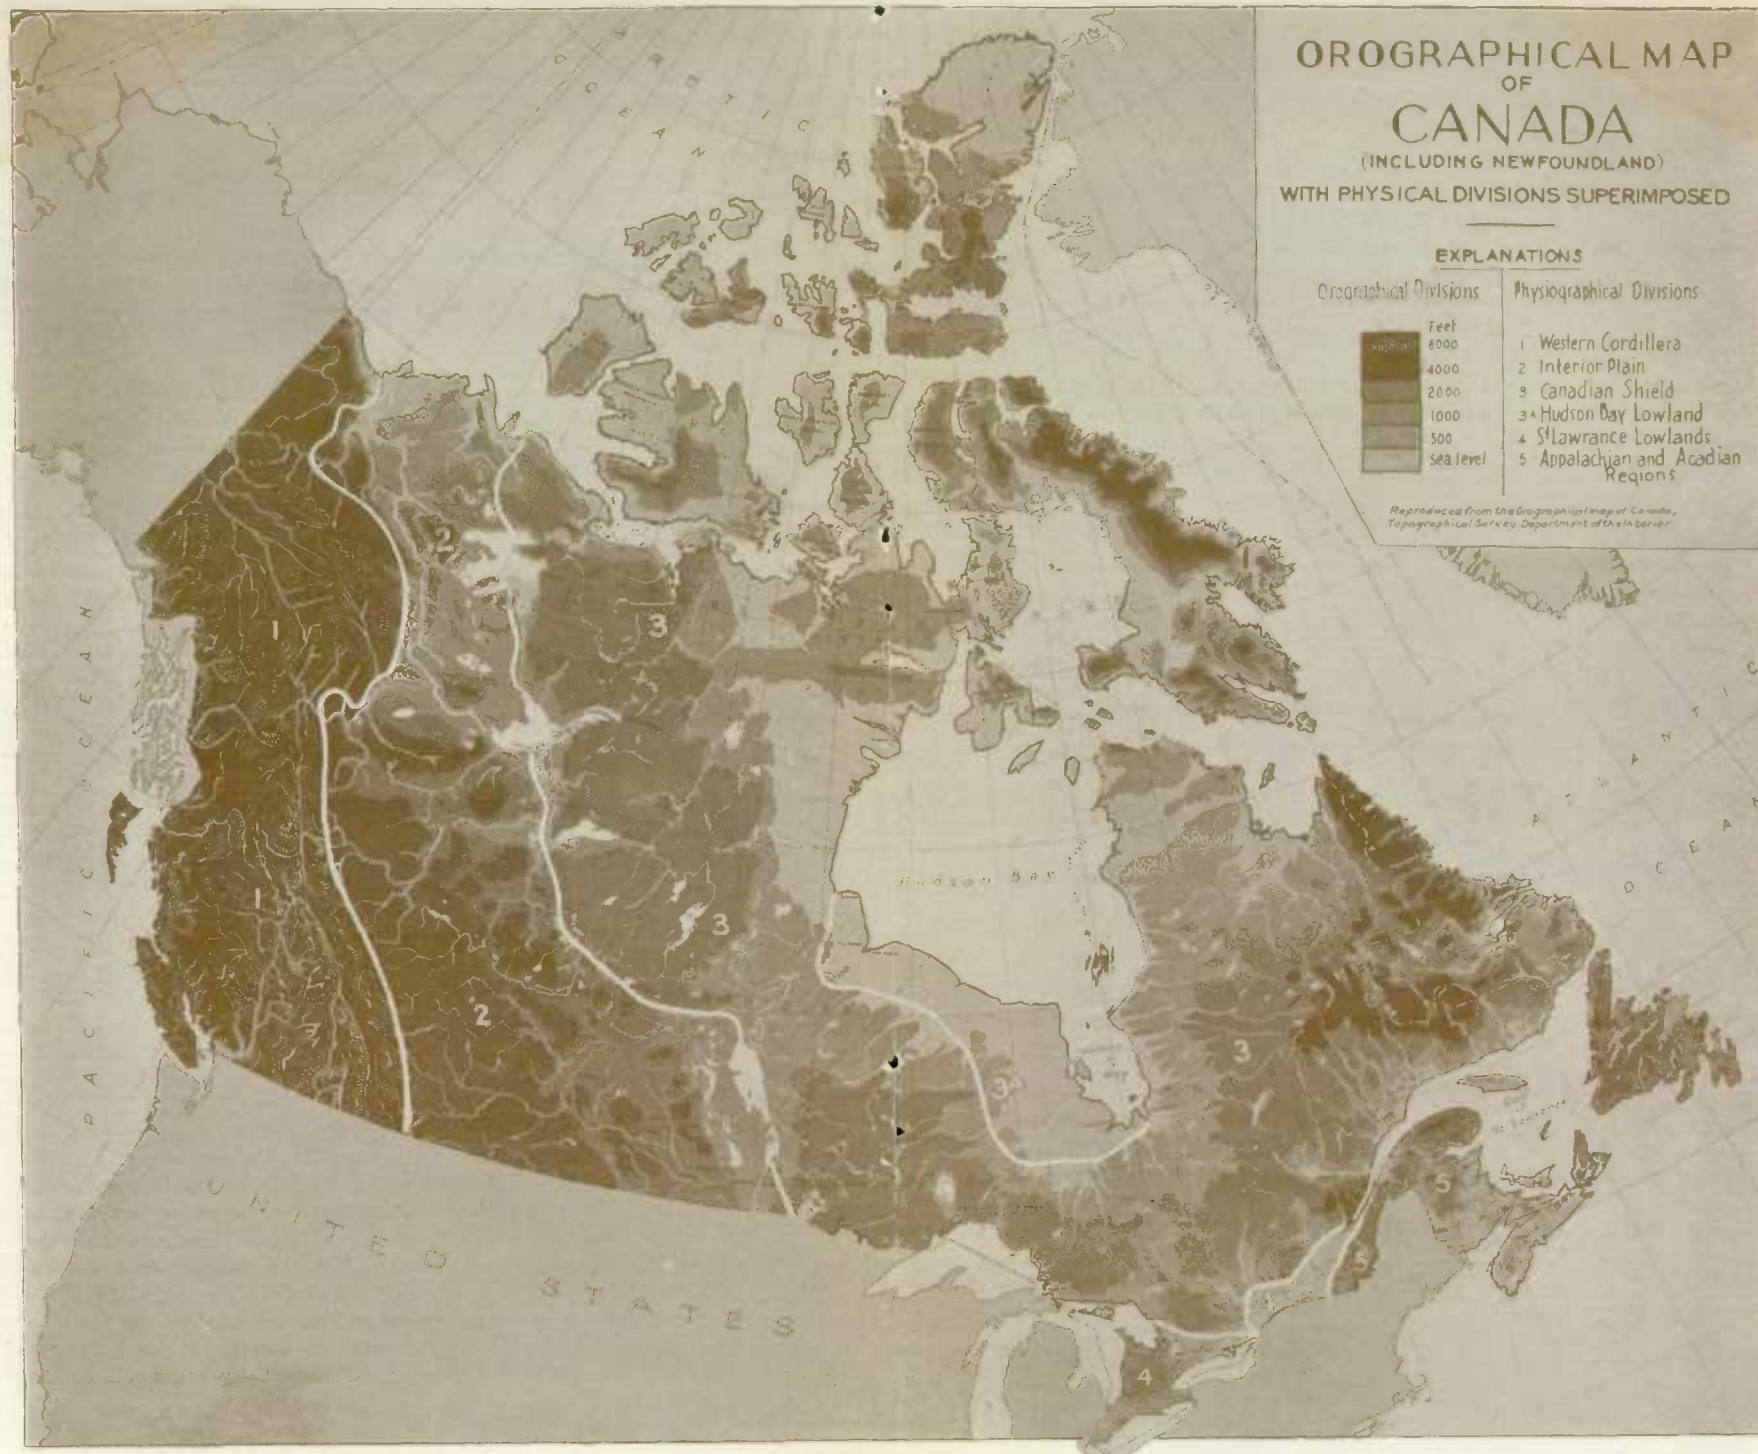 OROGRAPHICAL MAP
OF
CANADA
(INCLUDING NEWFOUNDLAND)
WITH PHYSICAL DIVISIONS SUPERIMPOSED
EXPLANATIONS
Orographical Divisions
Feet
4000
2000
1000
500
Sea level
Physiographical Divisions
1 Western Cordillera
2 Interior Plain
3 Canadian Shield
3A Hudson Bay Lowland
4 St Lawrance Lowlands
5 Appalachian and Acadian
Regions
Reproduced from the Orographical map of Canada,
Topographical Survey Department of the Interior
ARCTIC
OCEAN
PACIFIC OCEAN
ATLANTIC
OCEAN
Hudson Bay
UNITED STATES
1
1
2
2
3
3
3
3A
4
5
5